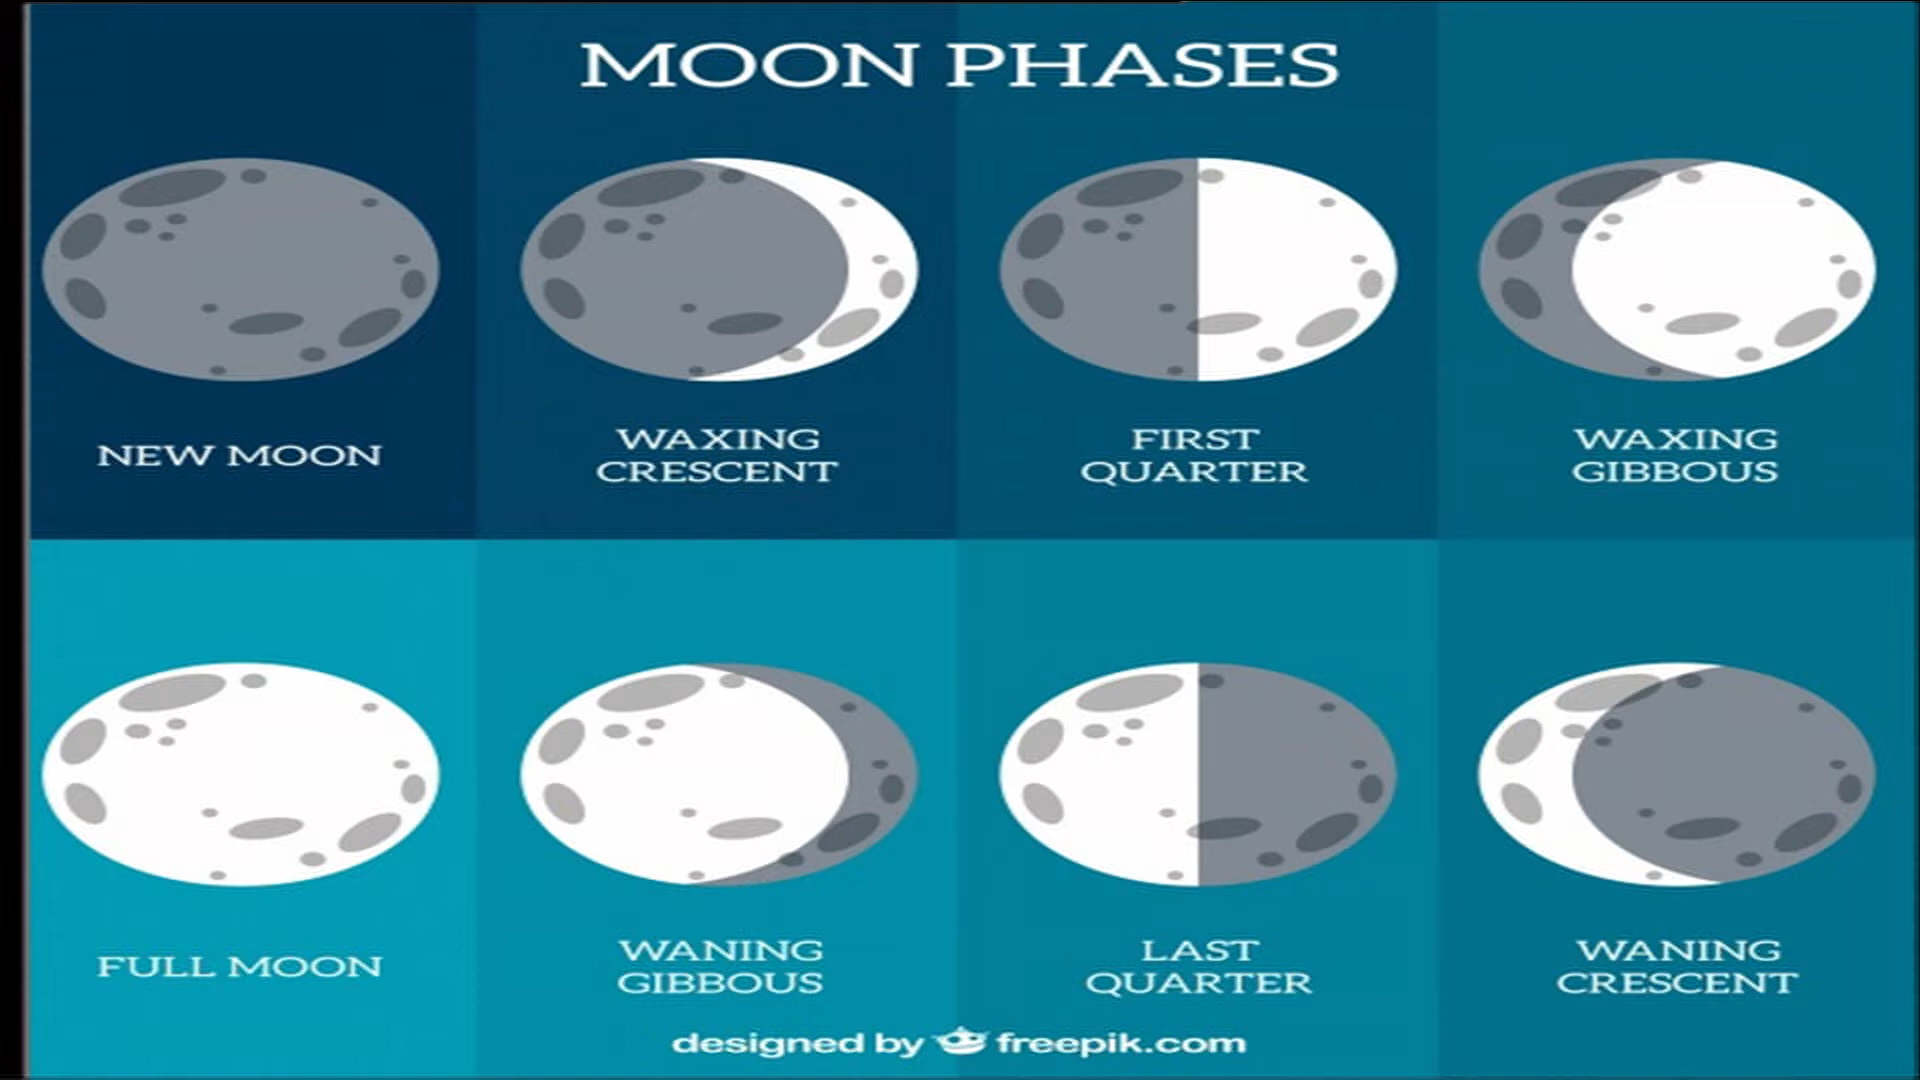 MOON PHASES
NEW MOON
WAXING
CRESCENT
FIRST
QUARTER
WAXING
GIBBOUS
FULL MOON
WANING
GIBBOUS
LAST
QUARTER
WANING
CRESCENT
designed by freepik.com